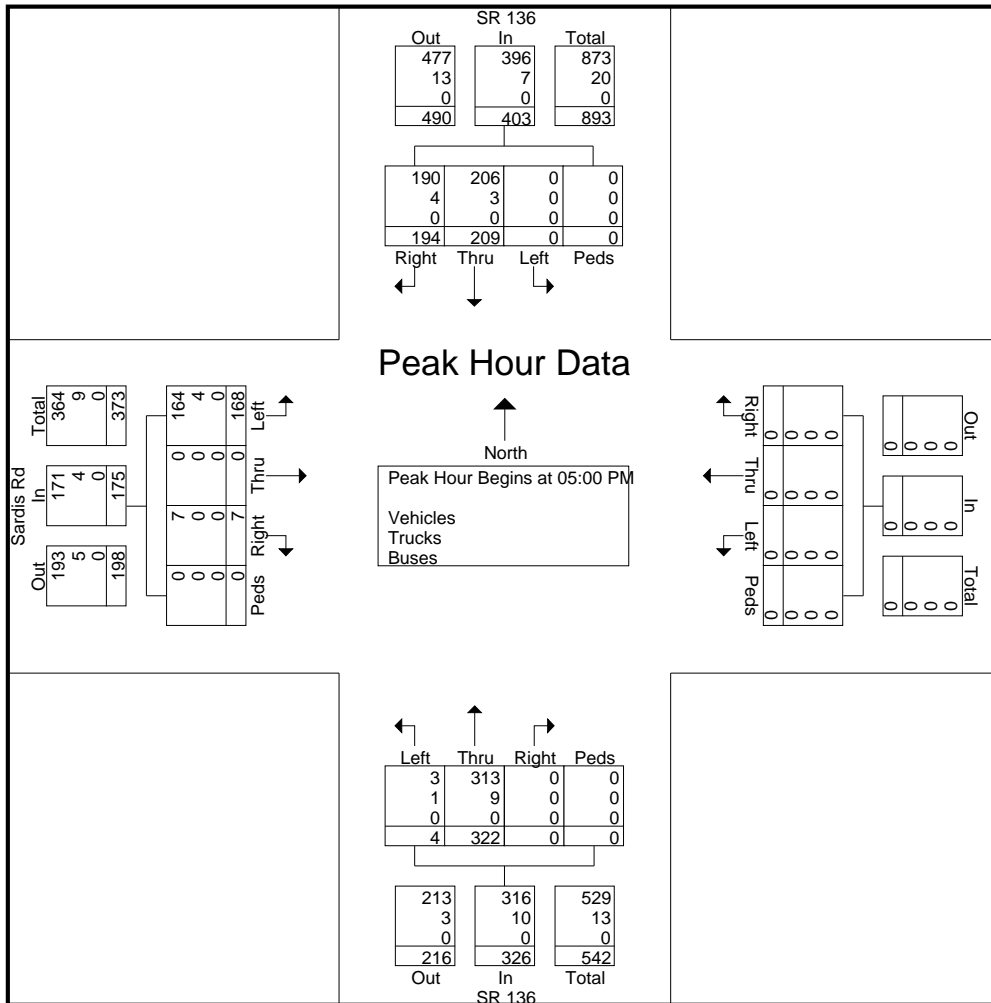 SR 136
Out In Total
477 396 873
13 7 20
0 0 0
490 403 893
190 206 0 0
4 3 0 0
0 0 0 0
194 209 0 0
Right Thru Left Peds
Peak Hour Data
North
Peak Hour Begins at 05:00 PM
Vehicles
Trucks
Buses
Sardis Rd
Total In Out
364 171 193
9 4 5
0 0 0
373 175 198
164 0 7 0
4 0 0 0
0 0 0 0
168 0 7 0
Left Thru Right Peds
Right Thru Left Peds
0 0 0 0
0 0 0 0
0 0 0 0
0 0 0 0
Out In Total
0 0 0
0 0 0
0 0 0
0 0 0
Left Thru Right Peds
3 313 0 0
1 9 0 0
0 0 0 0
4 322 0 0
213 316 529
3 10 13
0 0 0
216 326 542
Out In Total
SR 136